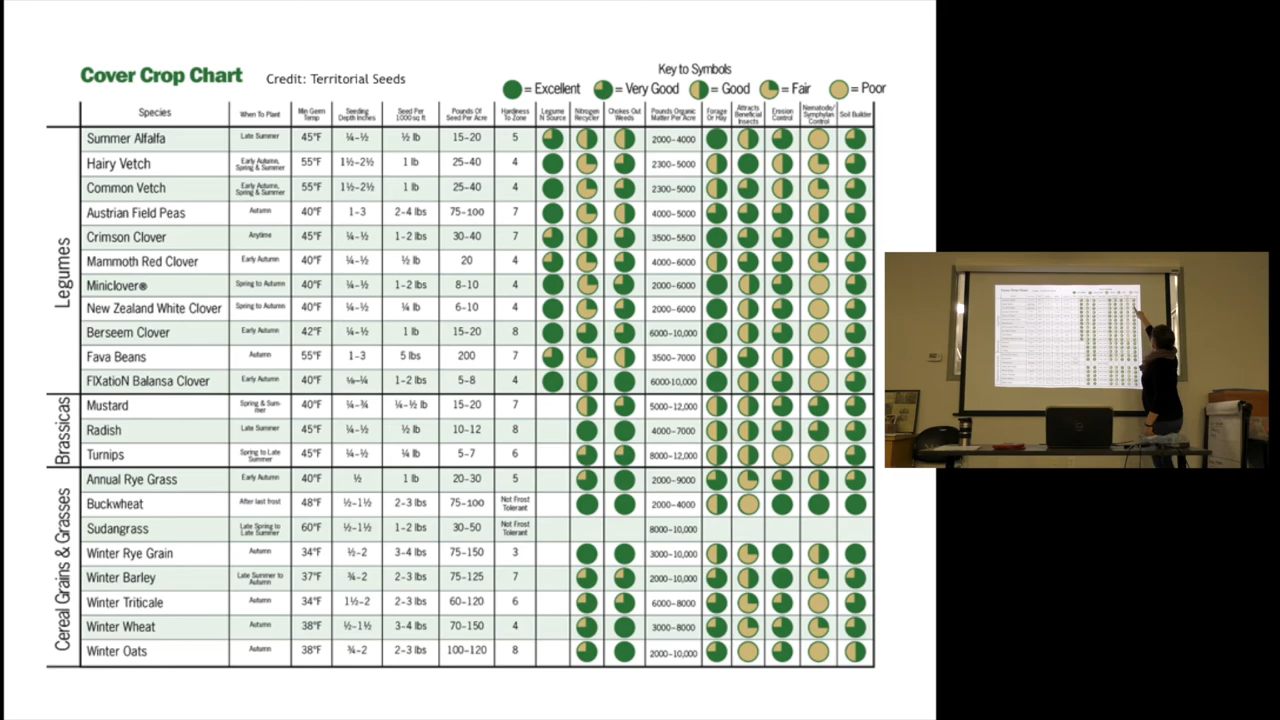 Cover Crop Chart
Credit: Territorial Seeds
Key to Symbols
= Excellent = Very Good = Good = Fair = Poor
Species When To Plant Min Germ Temp Seeding Depth Inches Seed Per 1000 sq ft Pounds Of Seed Per Acre Hardiness To Zone Legume N Source Nitrogen Recycler Chokes Out Weeds Pounds Organic Matter Per Acre Forage Or Hay Attracts Beneficial Insects Erosion Control Nematode/Symphylan Control Soil Builder
Legumes
Summer Alfalfa Late Summer 45°F ¼-½ ½ lb 15-20 5 2000-4000
Hairy Vetch Early Autumn, Spring & Summer 55°F 1½-2½ 1 lb 25-40 4 2300-5000
Common Vetch Early Autumn, Spring & Summer 55°F 1½-2½ 1 lb 25-40 4 2300-5000
Austrian Field Peas Autumn 40°F 1-3 2-4 lbs 75-100 7 4000-5000
Crimson Clover Anytime 45°F ¼-½ 1-2 lbs 30-40 7 3500-5500
Mammoth Red Clover Early Autumn 40°F ¼-½ ½ lb 20 4 4000-6000
Miniclover® Spring to Autumn 40°F ¼-½ 1-2 lbs 8-10 4 2000-6000
New Zealand White Clover Spring to Autumn 40°F ¼-½ ¼ lb 6-10 4 2000-6000
Berseem Clover Early Autumn 42°F ¼-½ 1 lb 15-20 8 6000-10,000
Fava Beans Autumn 55°F 1-3 5 lbs 200 7 3500-7000
FIXatioN Balansa Clover Early Autumn 40°F ⅛-¼ 1-2 lbs 5-8 4 6000-10,000
Brassicas
Mustard Spring & Sum-mer 40°F ¼-¾ ¼-½ lb 15-20 7 5000-12,000
Radish Late Summer 45°F ¼-½ ½ lb 10-12 8 4000-7000
Turnips Spring to Late Summer 45°F ¼-½ ¼ lb 5-7 6 8000-12,000
Cereal Grains & Grasses
Annual Rye Grass Early Autumn 40°F ½ 1 lb 20-30 5 2000-9000
Buckwheat After last frost 48°F ½-1½ 2-3 lbs 75-100 Not Frost Tolerant 2000-4000
Sudangrass Late Spring to Late Summer 60°F ½-1½ 1-2 lbs 30-50 Not Frost Tolerant 8000-10,000
Winter Rye Grain Autumn 34°F ½-2 3-4 lbs 75-150 3 3000-10,000
Winter Barley Late Summer to Autumn 37°F ¾-2 2-3 lbs 75-125 7 2000-10,000
Winter Triticale Autumn 34°F 1½-2 2-3 lbs 60-120 6 6000-8000
Winter Wheat Autumn 38°F ½-1½ 3-4 lbs 70-150 4 3000-8000
Winter Oats Autumn 38°F ¾-2 2-3 lbs 100-120 8 2000-10,000
Cover Crop Chart